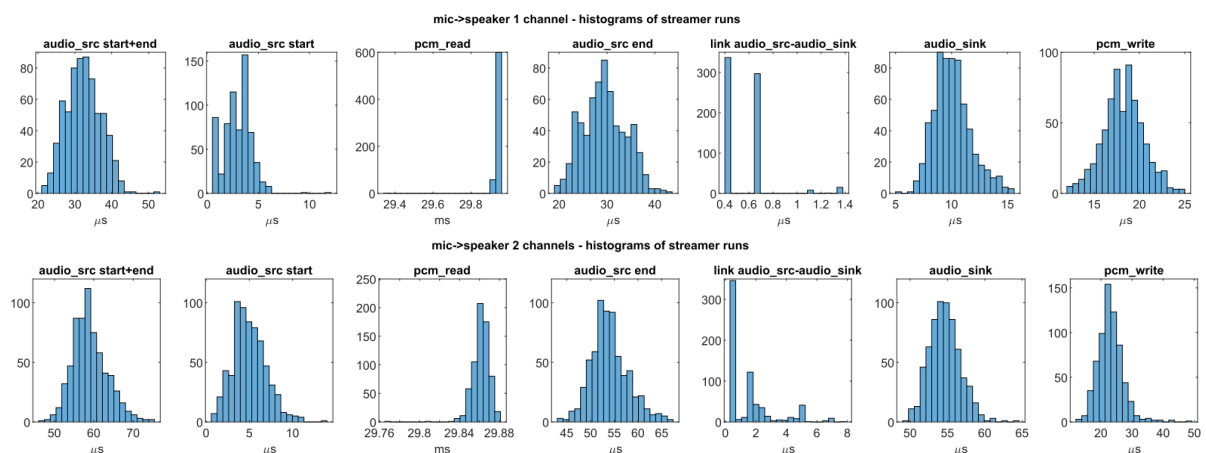 mic->speaker 1 channel - histograms of streamer runs
audio_src start+end audio_src start pcm_read audio_src end link audio_src-audio_sink audio_sink pcm_write
80 60 40 20 0
20 30 40 50
μs
150 100 50 0
0 5 10
μs
600 400 200 0
29.4 29.6 29.8
ms
80 60 40 20 0
20 30 40
μs
300 200 100 0
0.4 0.6 0.8 1 1.2 1.4
μs
80 60 40 20 0
5 10 15
μs
100 50 0
15 20 25
μs
mic->speaker 2 channels - histograms of streamer runs
audio_src start+end audio_src start pcm_read audio_src end link audio_src-audio_sink audio_sink pcm_write
100 50 0
50 60 70
μs
100 50 0
0 5 10
μs
250 200 150 100 50 0
29.76 29.8 29.84 29.88
ms
100 50 0
45 50 55 60 65
μs
300 200 100 0
0 2 4 6 8
μs
100 50 0
50 55 60 65
μs
150 100 50 0
20 30 40 50
μs